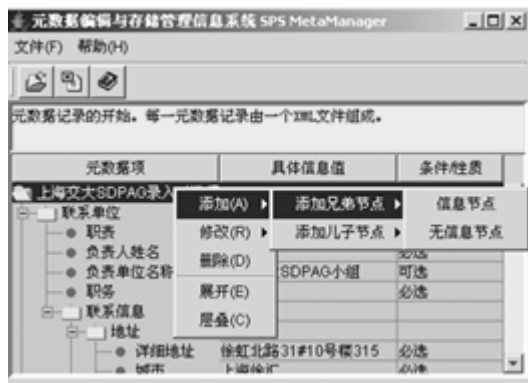 元数据编辑与存储管理信息系统 SPS MetaManager
文件(F) 帮助(H)
元数据记录的开始。每一元数据记录由一个XML文件组成。
元数据项 具体信息值 条件/性质
上海交大SDPAG录入
联系单位
职责
负责人姓名 必选
负责单位名称 SDPAG小组 可选
职务 必选
联系信息
地址
详细地址 徐虹北路31#10号楼315 必选
城市 上海徐汇 必选
添加(A) 添加兄弟节点 信息节点
修改(R) 添加儿子节点 无信息节点
删除(D)
展开(E)
层叠(C)